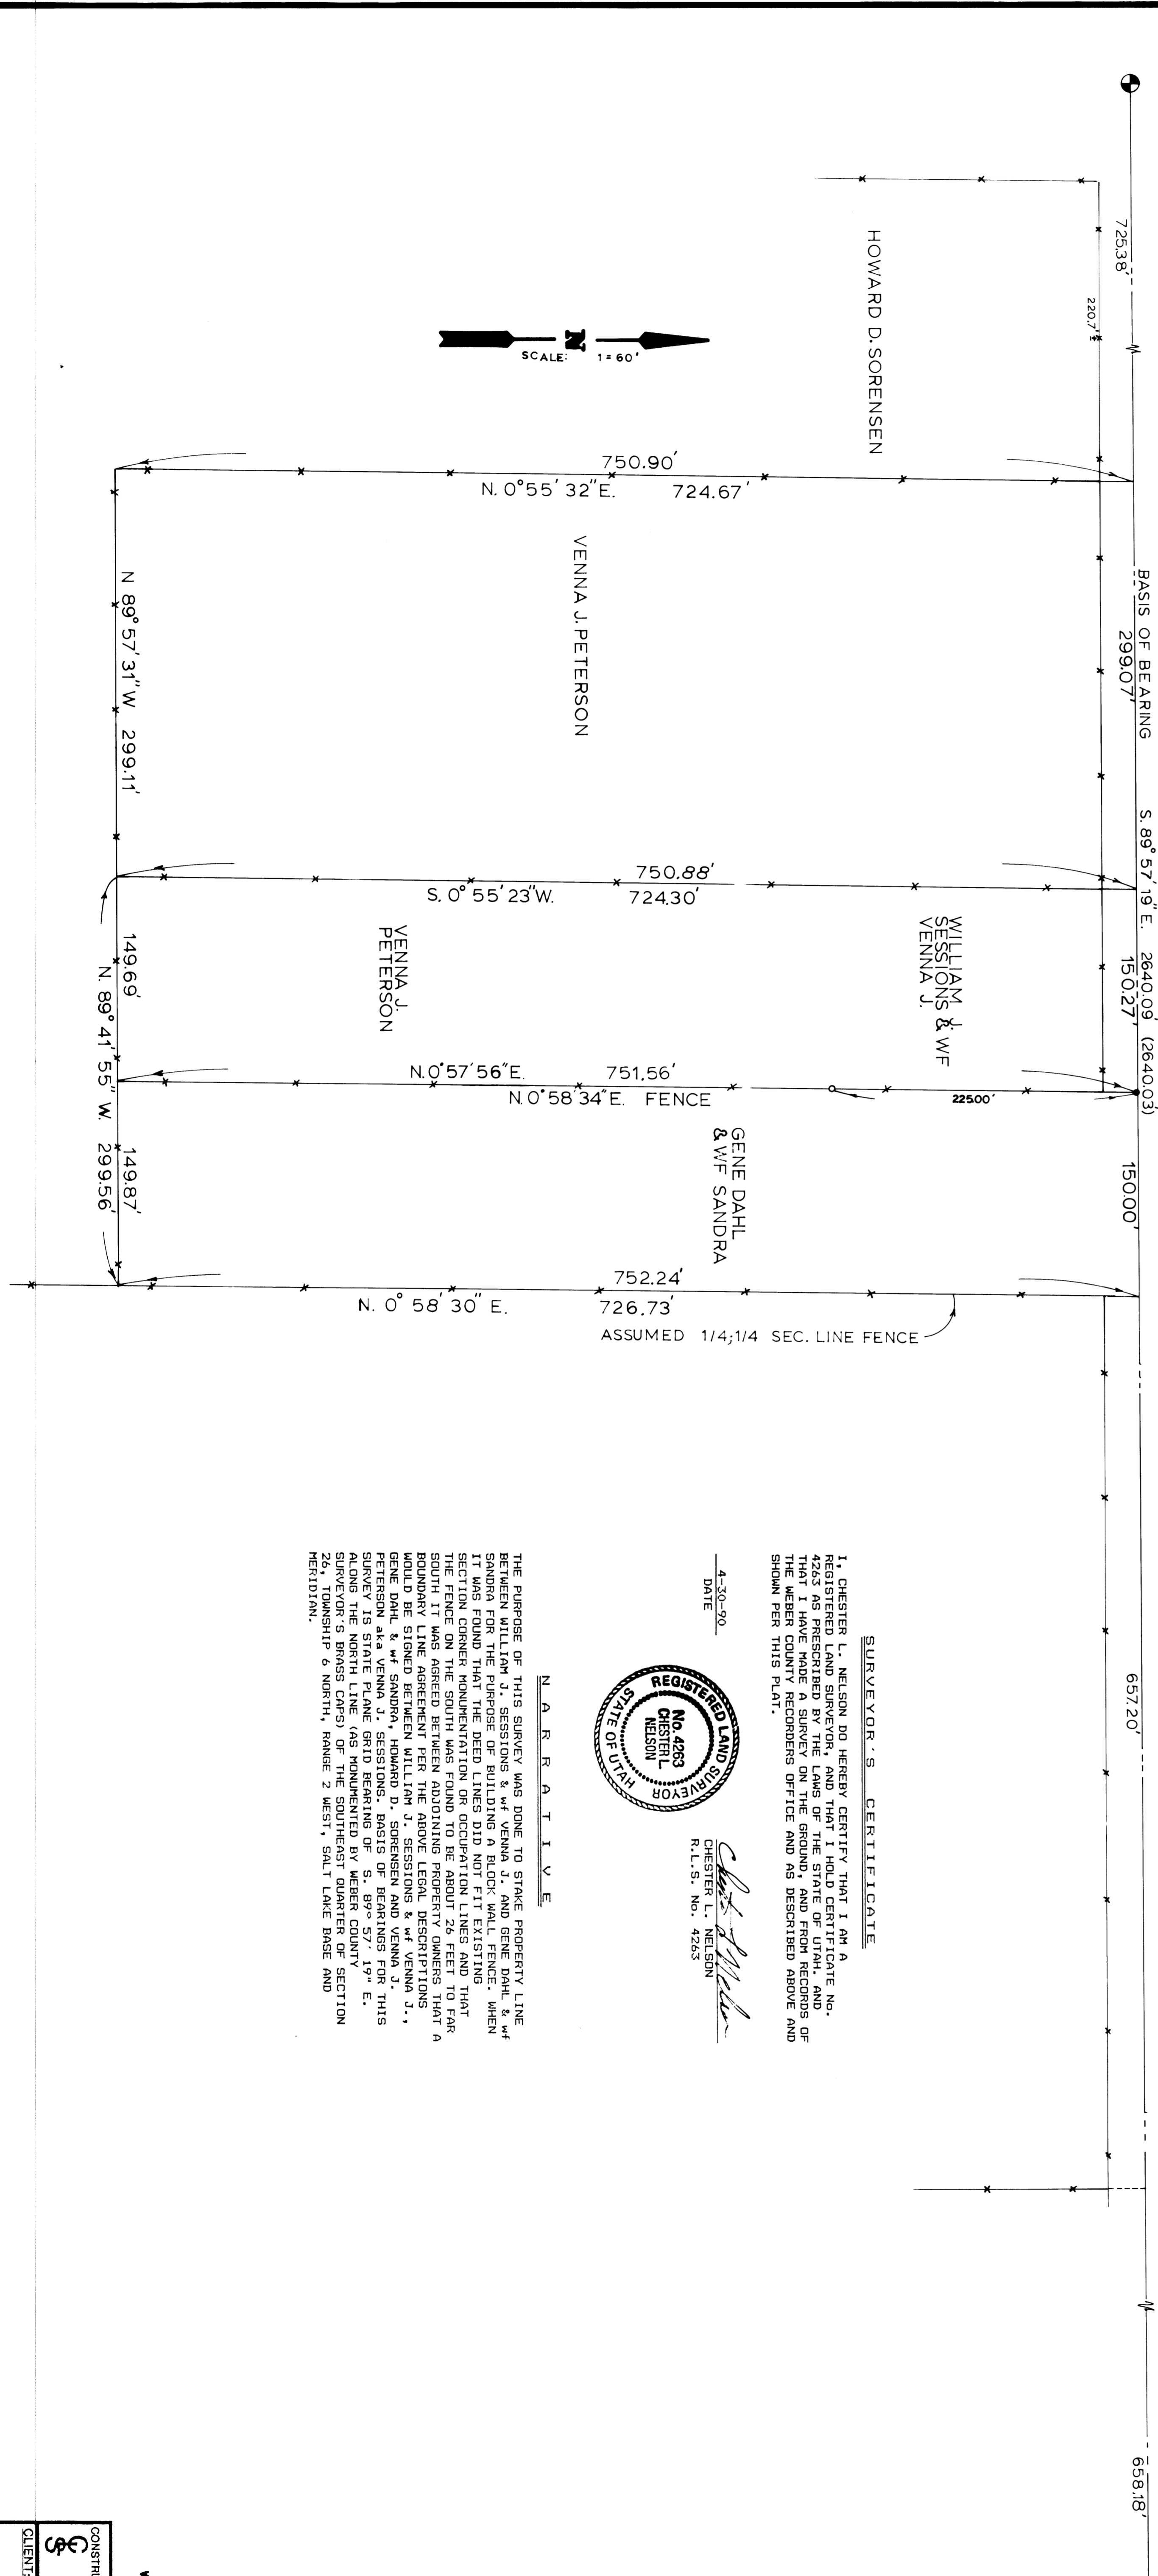 BASIS OF BEARING S. 89° 57' 19" E. 2640.09' (2640.03)
725.38'
299.07'
150.27'
150.00'
657.20'
658.18'
220.7'±
HOWARD D. SORENSEN
N
SCALE: 1=60'
750.90'
N. 0° 55' 32" E. 724.67'
VENNA J. PETERSON
N 89° 57' 31" W 299.11'
750.88'
S. 0° 55' 23" W. 724.30'
WILLIAM J.
SESSIONS & WF
VENNA J.
VENNA J.
PETERSON
149.69'
N. 89° 41' 55" W. 299.56'
149.87'
N. 0° 57' 56" E. 751.56'
N. 0° 58' 34" E. FENCE
225.00'
GENE DAHL
& WF SANDRA
752.24'
N. 0° 58' 30" E. 726.73'
ASSUMED 1/4;1/4 SEC. LINE FENCE
SURVEYOR'S CERTIFICATE
I, CHESTER L. NELSON DO HEREBY CERTIFY THAT I AM A
REGISTERED LAND SURVEYOR, AND THAT I HOLD CERTIFICATE No.
4263 AS PRESCRIBED BY THE LAWS OF THE STATE OF UTAH. AND
THAT I HAVE MADE A SURVEY ON THE GROUND, AND FROM RECORDS OF
THE WEBER COUNTY RECORDERS OFFICE AND AS DESCRIBED ABOVE AND
SHOWN PER THIS PLAT.
4-30-90
DATE
REGISTERED LAND SURVEYOR
No. 4263
CHESTER L.
NELSON
STATE OF UTAH
CHESTER L. NELSON
R.L.S. No. 4263
NARRATIVE
THE PURPOSE OF THIS SURVEY WAS DONE TO STAKE PROPERTY LINE
BETWEEN WILLIAM J. SESSIONS & wf VENNA J. AND GENE DAHL & wf
SANDRA FOR THE PURPOSE OF BUILDING A BLOCK WALL FENCE. WHEN
IT WAS FOUND THAT THE DEED LINES DID NOT FIT EXISTING
SECTION CORNER MONUMENTATION OR OCCUPATION LINES AND THAT
THE FENCE ON THE SOUTH WAS FOUND TO BE ABOUT 26 FEET TO FAR
SOUTH IT WAS AGREED BETWEEN ADJOINING PROPERTY OWNERS THAT A
BOUNDARY LINE AGREEMENT PER THE ABOVE LEGAL DESCRIPTIONS
WOULD BE SIGNED BETWEEN WILLIAM J. SESSIONS & wf VENNA J.,
GENE DAHL & wf SANDRA, HOWARD D. SORENSEN AND VENNA J.
PETERSON aka VENNA J. SESSIONS. BASIS OF BEARINGS FOR THIS
SURVEY IS STATE PLANE GRID BEARING OF S. 89° 57' 19" E.
ALONG THE NORTH LINE (AS MONUMENTED BY WEBER COUNTY
SURVEYOR'S BRASS CAPS) OF THE SOUTHEAST QUARTER OF SECTION
26, TOWNSHIP 6 NORTH, RANGE 2 WEST, SALT LAKE BASE AND
MERIDIAN.
CLIENT: